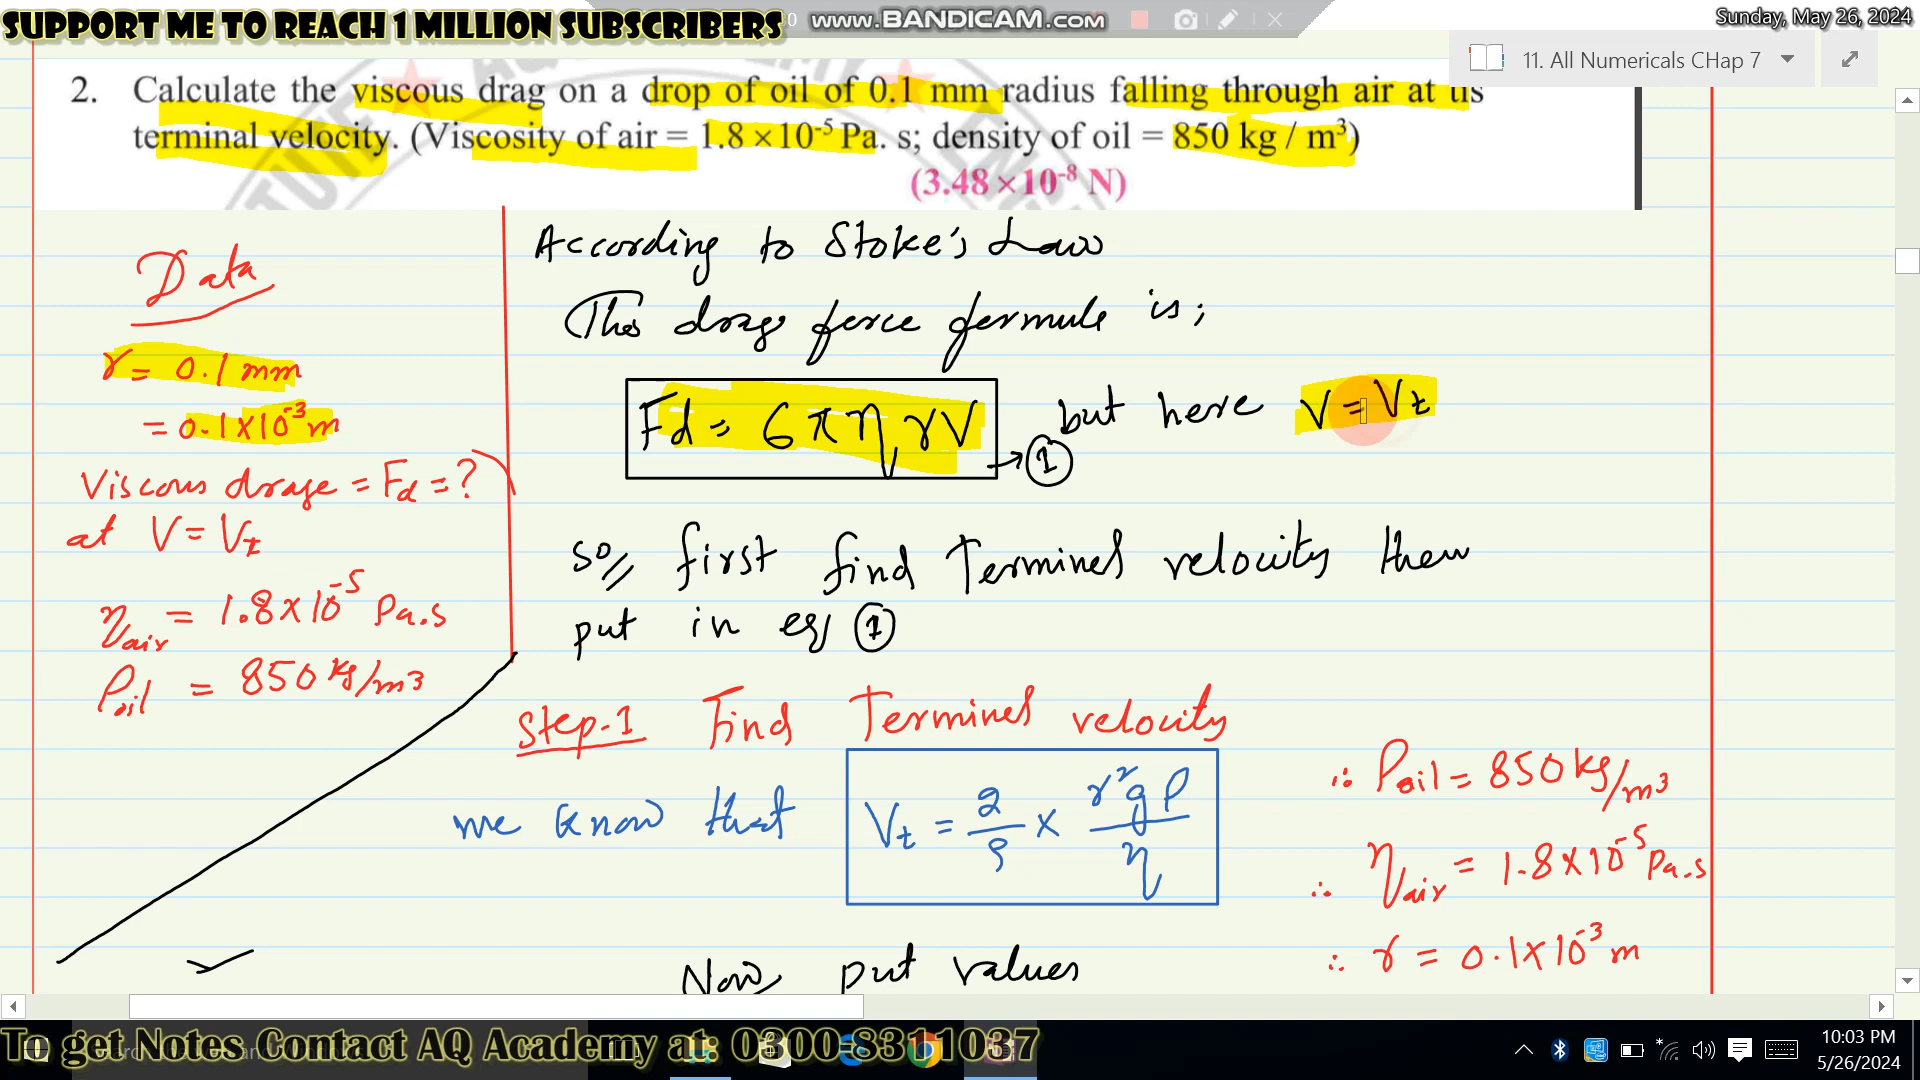 SUPPORT ME TO REACH 1 MILLION SUBSCRIBERS
www.BANDICAM.com
Sunday, May 26, 2024
11. All Numericals CHap 7
2. Calculate the viscous drag on a drop of oil of 0.1 mm radius falling through air at its
terminal velocity. (Viscosity of air = 1.8 × 10⁻⁵ Pa. s; density of oil = 850 kg / m³)
(3.48 × 10⁻⁸ N)
Data
r = 0.1 mm
= 0.1 × 10⁻³ m
Viscous drage = Fd = ?
at V = Vt
ηair = 1.8 × 10⁻⁵ Pa.s
ρoil = 850 kg/m³
According to Stoke's Law
The drage force formule is;
Fd = 6πηrV → ① but here V = Vt
so, first find Terminel velocity then
put in eq ①
Step-1 Find Terminel velocity
we know that Vt = 2/9 × r²gρ/η
∴ ρoil = 850 kg/m³
∴ ηair = 1.8 × 10⁻⁵ Pa.s
∴ r = 0.1 × 10⁻³ m
Now put values
To get Notes Contact AQ Academy at: 0300-8311037
10:03 PM
5/26/2024